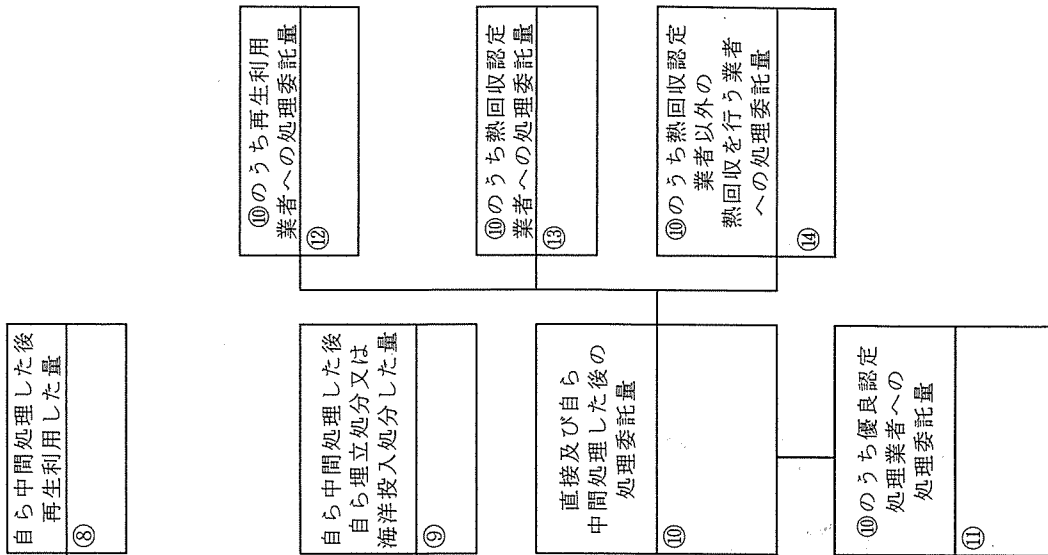 自ら中間処理した後
再生利用した量
⑧
自ら中間処理した後
自ら埋立処分又は
海洋投入処分した量
⑨
直接及び自ら
中間処理した後の
処理委託量
⑩
⑩のうち優良認定
処理業者への
処理委託量
⑪
⑩のうち再生利用
業者への処理委託量
⑫
⑩のうち熱回収認定
業者への処理委託量
⑬
⑩のうち熱回収認定
業者以外の
熱回収を行う業者
への処理委託量
⑭